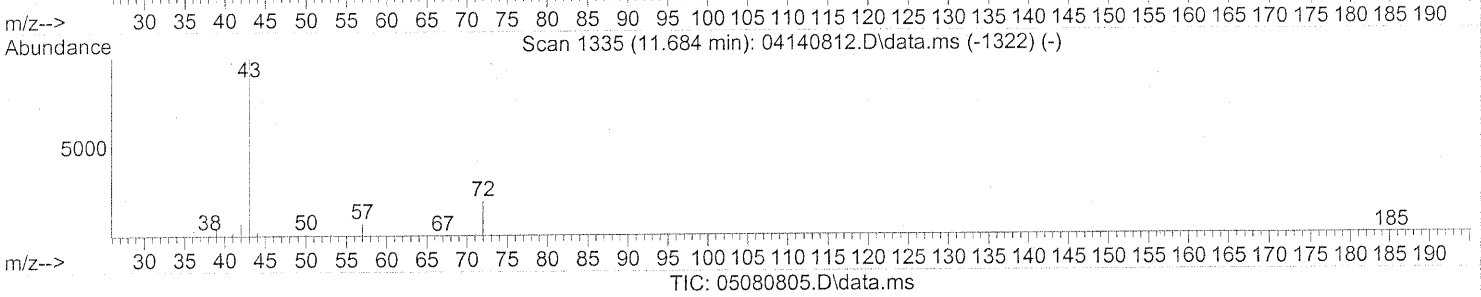 m/z--> 30 35 40 45 50 55 60 65 70 75 80 85 90 95 100 105 110 115 120 125 130 135 140 145 150 155 160 165 170 175 180 185 190
Abundance Scan 1335 (11.684 min): 04140812.D\data.ms (-1322) (-)
43
5000
72
38 50 57 67 185
m/z--> 30 35 40 45 50 55 60 65 70 75 80 85 90 95 100 105 110 115 120 125 130 135 140 145 150 155 160 165 170 175 180 185 190
TIC: 05080805.D\data.ms